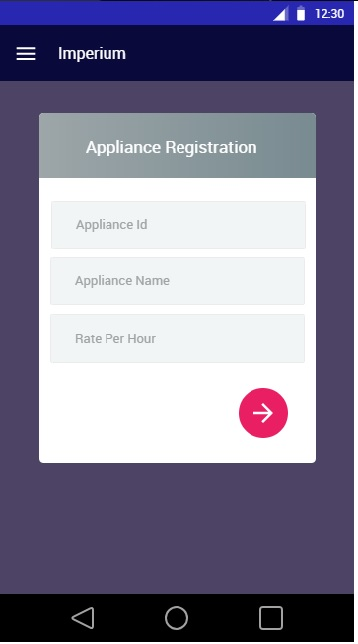 12:30
Imperium
Appliance Registration
Appliance Id
Appliance Name
Rate Per Hour